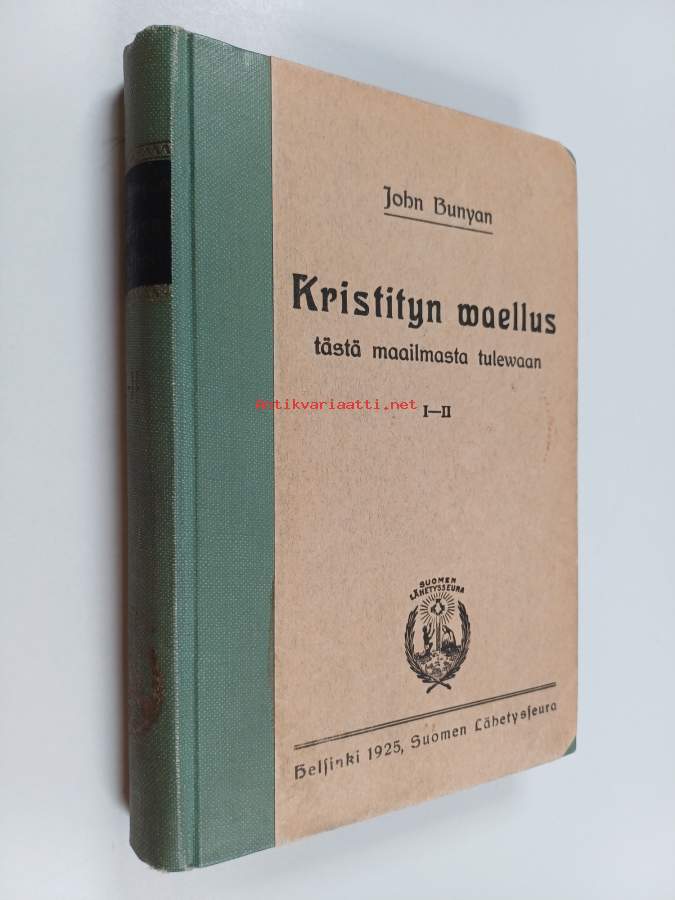 John Bunyan
Kristityn waellus
tästä maailmasta tulewaan
Antikvariaatti.net
I—II
SUOMEN
LÄHETYSSEURA
Helsinki 1925, Suomen Lähetysseura